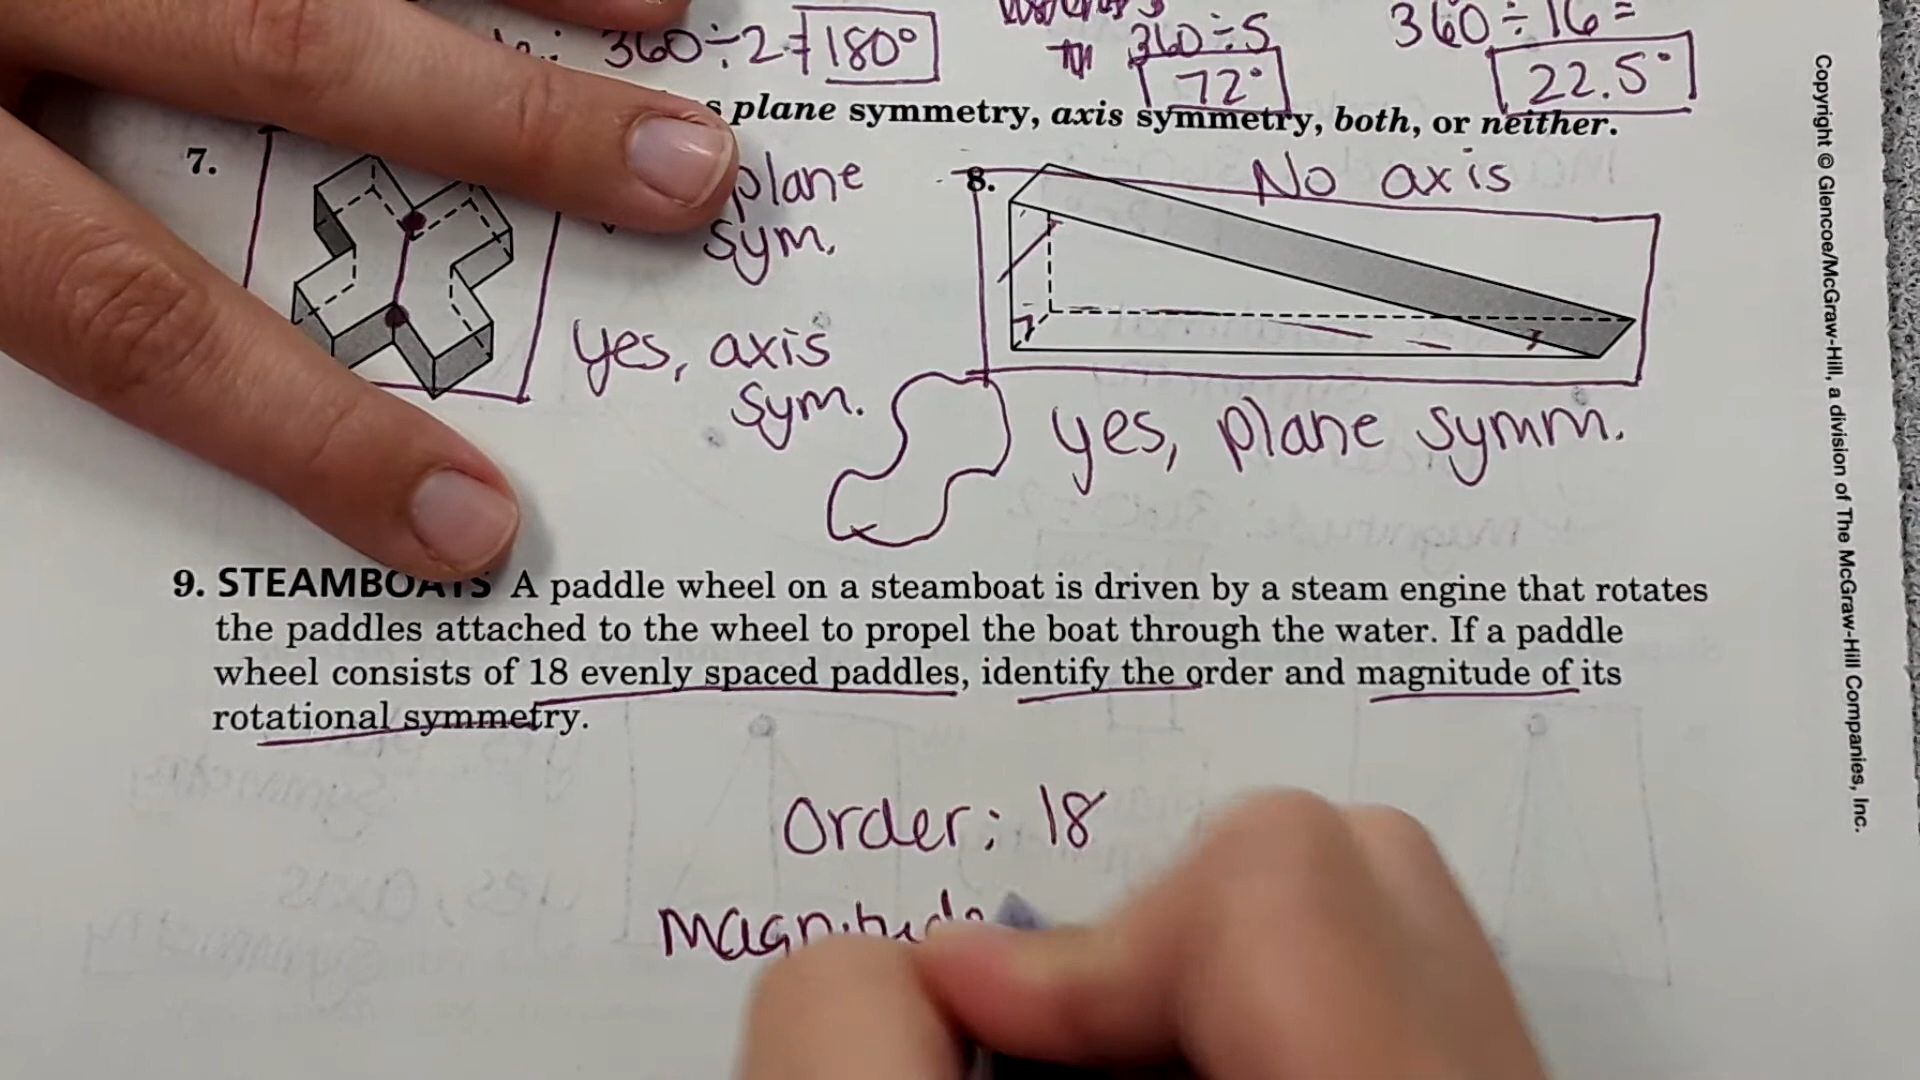 360÷2=180°
360÷5
72°
360÷16=
22.5°
plane symmetry, axis symmetry, both, or neither.
7.
plane
sym.
yes, axis
sym.
8.
No axis
yes, plane symm.
9. STEAMBOATS A paddle wheel on a steamboat is driven by a steam engine that rotates
the paddles attached to the wheel to propel the boat through the water. If a paddle
wheel consists of 18 evenly spaced paddles, identify the order and magnitude of its
rotational symmetry.
Order: 18
Magnitude
Copyright © Glencoe/McGraw-Hill, a division of The McGraw-Hill Companies, Inc.